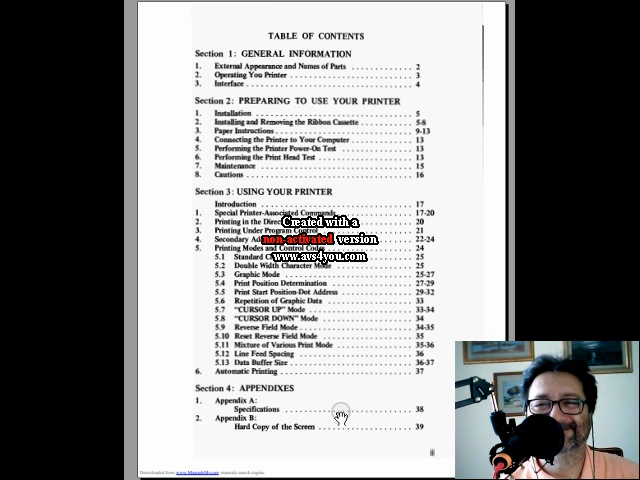 TABLE OF CONTENTS
Section 1: GENERAL INFORMATION
1. External Appearance and Names of Parts ............ 2
2. Operating You Printer ............ 3
3. Interface ............ 4
Section 2: PREPARING TO USE YOUR PRINTER
1. Installation ............ 5
2. Installing and Removing the Ribbon Cassette ............ 5-8
3. Paper Instructions ............ 9-13
4. Connecting the Printer to Your Computer ............ 13
5. Performing the Printer Power-On Test ............ 13
6. Performing the Print Head Test ............ 13
7. Maintenance ............ 15
8. Cautions ............ 16
Section 3: USING YOUR PRINTER
Introduction ............ 17
1. Special Printer-Associated Commands ............ 17-20
2. Printing in the Direct ............ 20
3. Printing Under Program Control ............ 21
4. Secondary ............ 22-24
5. Printing Modes and Control Codes ............ 24
5.1 Standard ............ 25
5.2 Double Width Character Mode ............ 25
5.3 Graphic Mode ............ 25-27
5.4 Print Position Determination ............ 27-29
5.5 Print Start Position-Dot Address ............ 29-32
5.6 Repetition of Graphic Data ............ 33
5.7 "CURSOR UP" Mode ............ 33-34
5.8 "CURSOR DOWN" Mode ............ 34
5.9 Reverse Field Mode ............ 34-35
5.10 Reset Reverse Field Mode ............ 35
5.11 Mixture of Various Print Mode ............ 35-36
5.12 Line Feed Spacing ............ 36
5.13 Data Buffer Size ............ 36-37
6. Automatic Printing ............ 37
Section 4: APPENDIXES
1. Appendix A:
Specifications ............ 38
2. Appendix B:
Hard Copy of the Screen ............ 39
ii
Created with a
non-activated version
www.avs4you.com
Downloaded from www.Manualslib.com manuals search engine